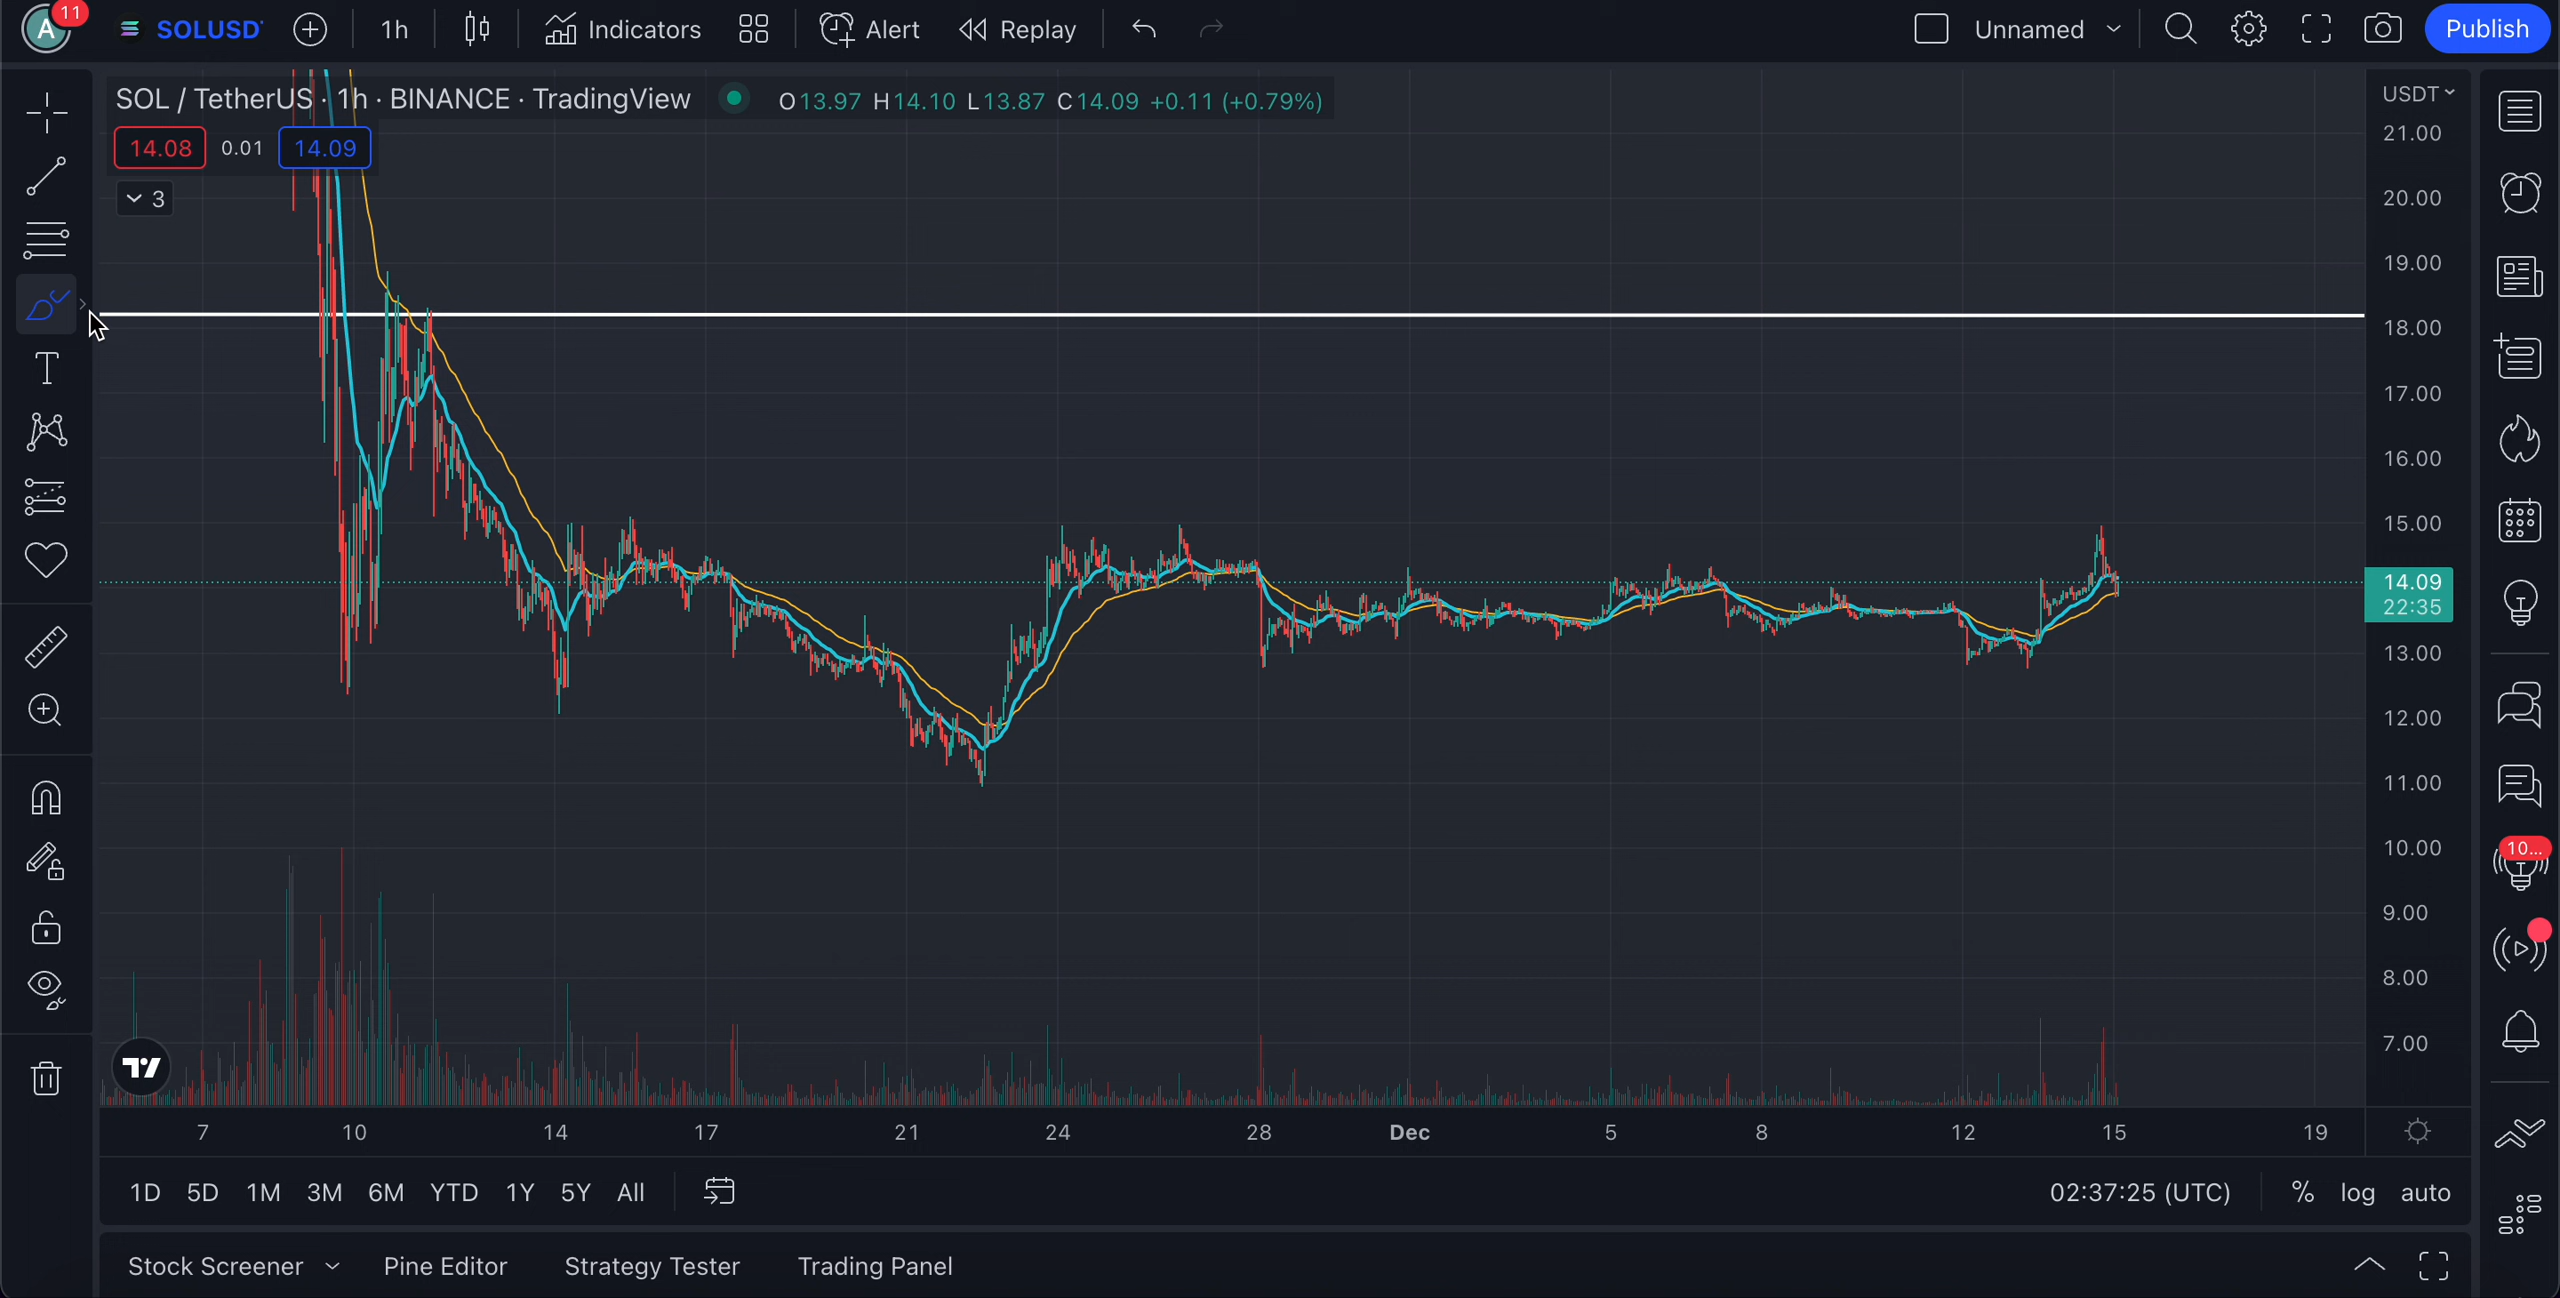 A 11 SOLUSD 1h Indicators Alert Replay Unnamed Publish
SOL / TetherUS · 1h · BINANCE · TradingView O13.97 H14.10 L13.87 C14.09 +0.11 (+0.79%)
USDT
14.08 0.01 14.09
3
21.00
20.00
19.00
18.00
17.00
16.00
15.00
14.09
22:35
13.00
12.00
11.00
10.00
9.00
8.00
7.00
T
10...
7 10 14 17 21 24 28 Dec 5 8 12 15 19
1D 5D 1M 3M 6M YTD 1Y 5Y All 02:37:25 (UTC) % log auto
Stock Screener Pine Editor Strategy Tester Trading Panel